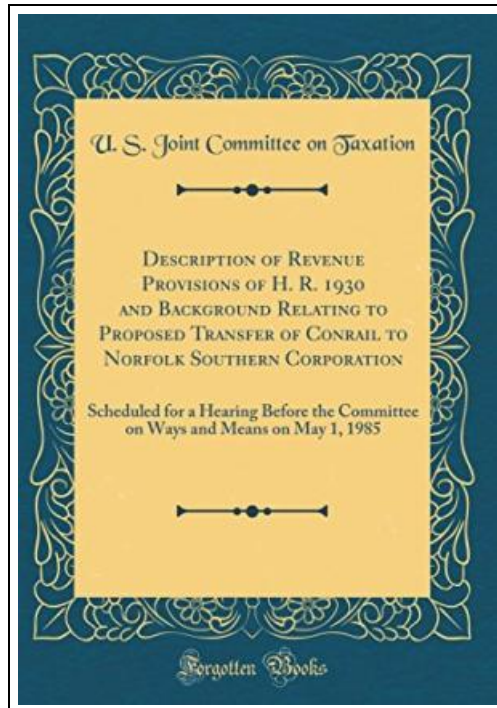 U. S. Joint Committee on Taxation
Description of Revenue
Provisions of H. R. 1930
and Background Relating to
Proposed Transfer of Conrail to
Norfolk Southern Corporation
Scheduled for a Hearing Before the Committee
on Ways and Means on May 1, 1985
Forgotten Books